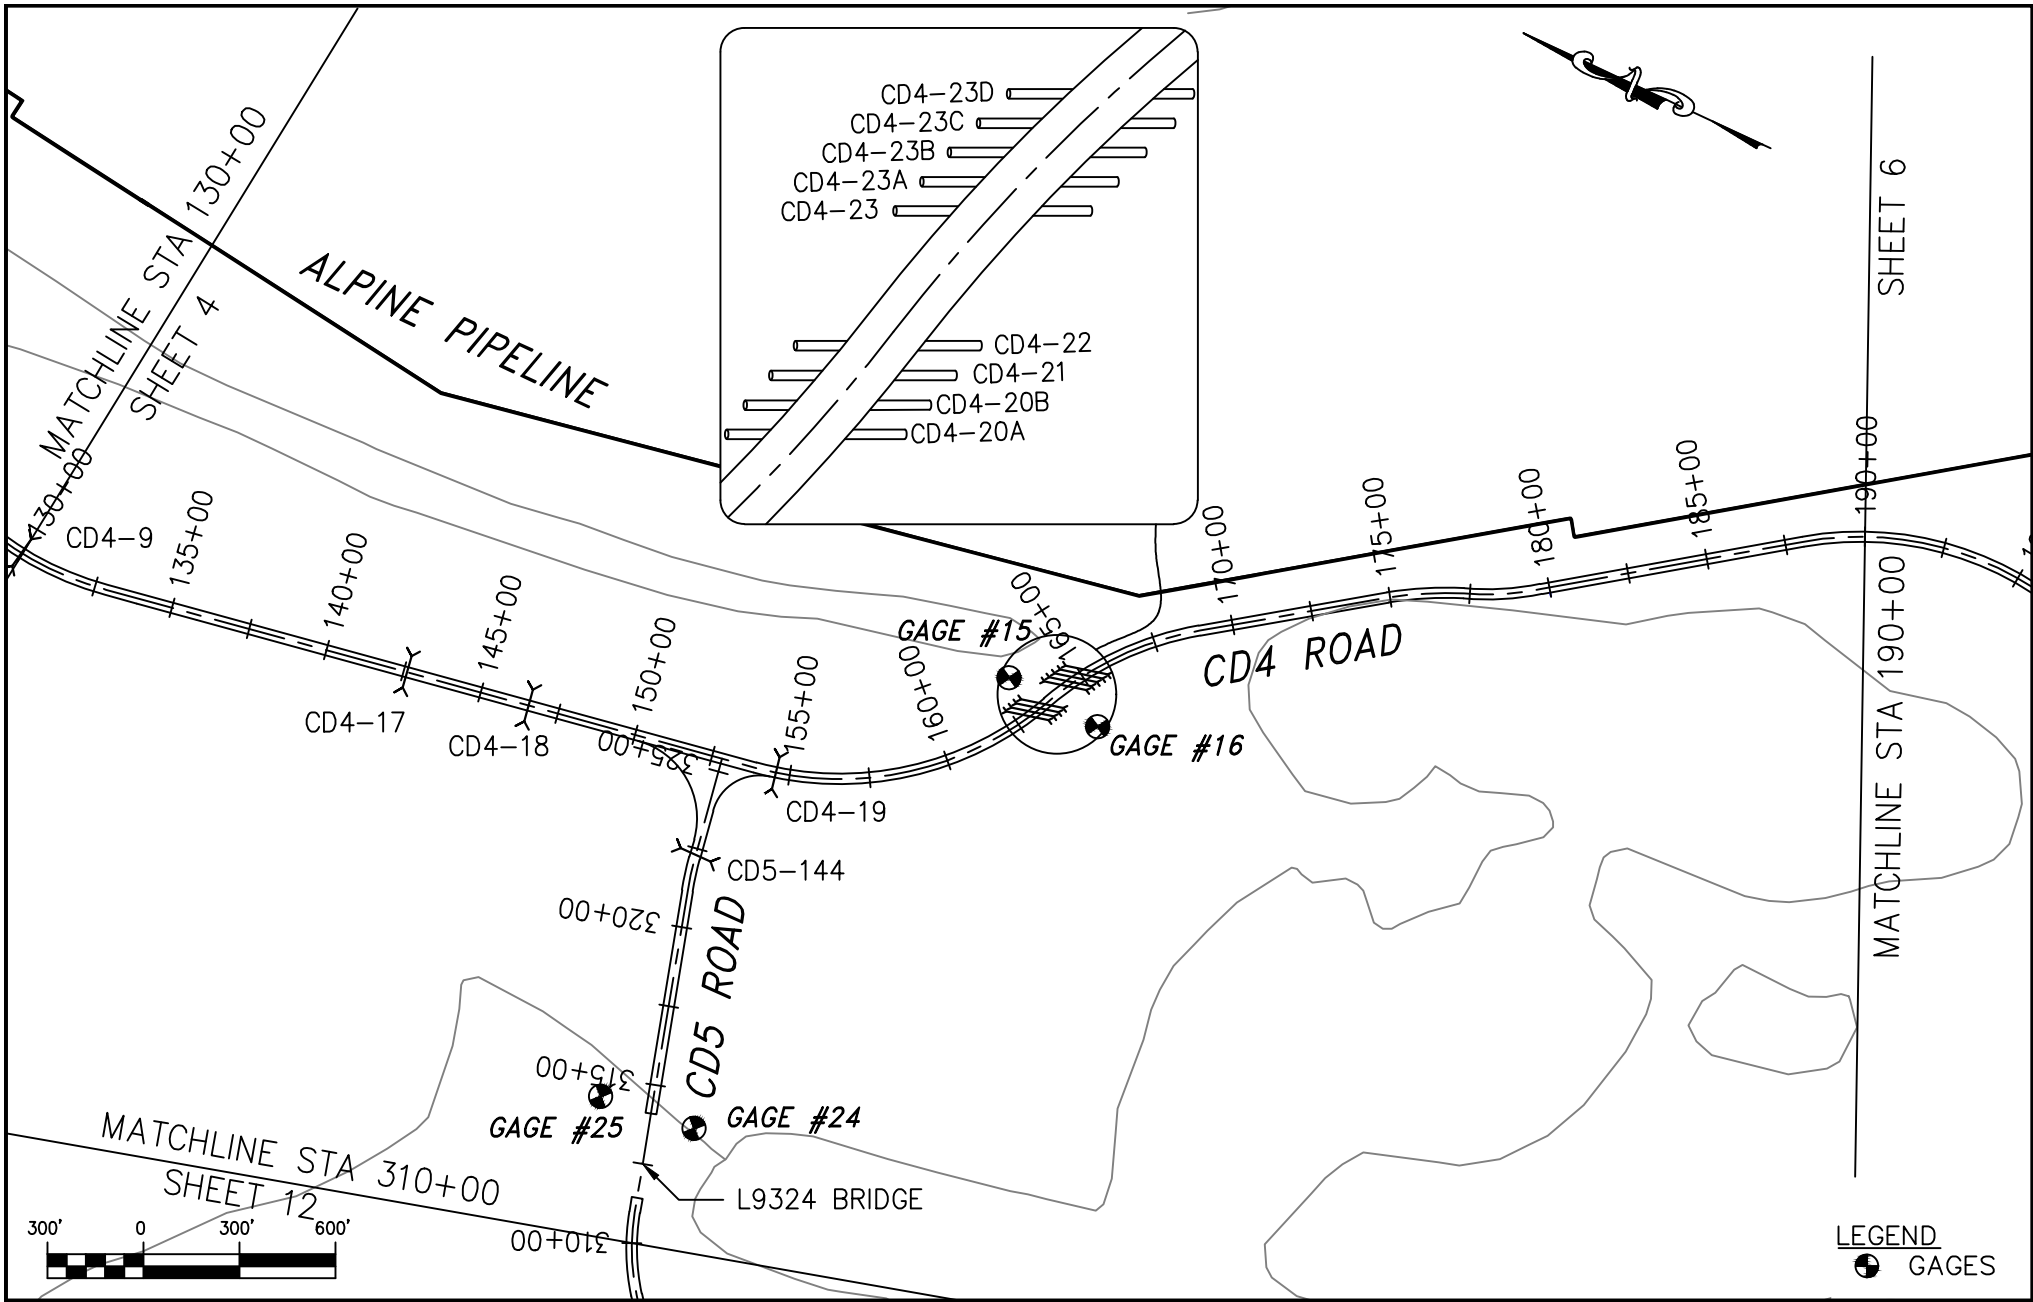 CD4-23D
CD4-23C
CD4-23B
CD4-23A
CD4-23
CD4-22
CD4-21
CD4-20B
CD4-20A
MATCHLINE STA 130+00
SHEET 4
ALPINE PIPELINE
SHEET 6
MATCHLINE STA 190+00
130+00
CD4-9
135+00
140+00
145+00
150+00
155+00
160+00
165+00
170+00
175+00
180+00
185+00
190+00
GAGE #15
CD4 ROAD
GAGE #16
CD4-17
CD4-18
325+00
CD4-19
CD5-144
320+00
CD5 ROAD
315+00
GAGE #25
GAGE #24
MATCHLINE STA 310+00
SHEET 12
L9324 BRIDGE
310+00
300' 0 300' 600'
LEGEND
GAGES